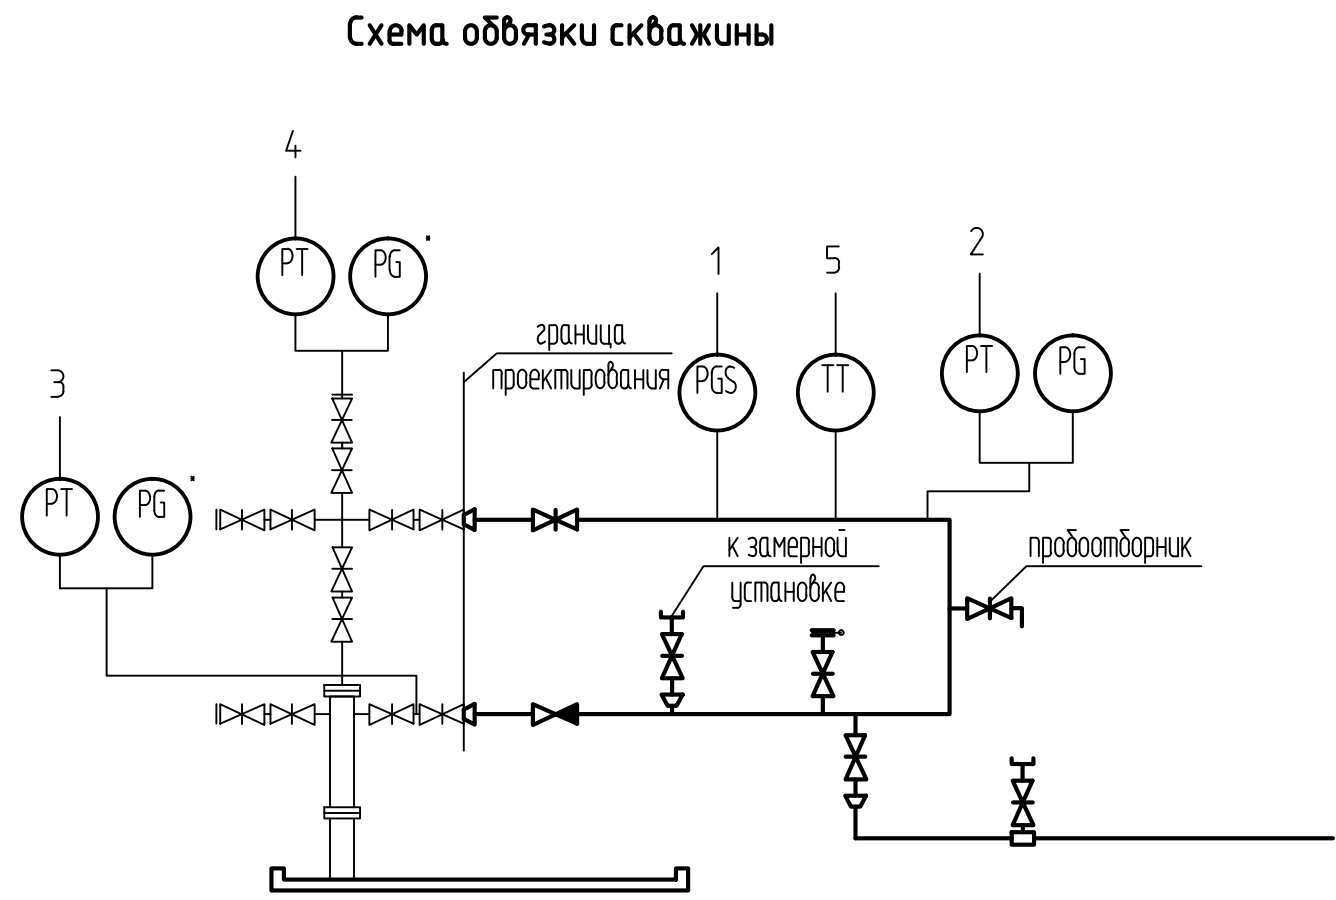 Схема обвязки скважины
4
PT
PG
*
1
5
2
граница
проектирования
PGS
TT
PT
PG
3
PT
PG
*
к замерной
установке
пробоотборник